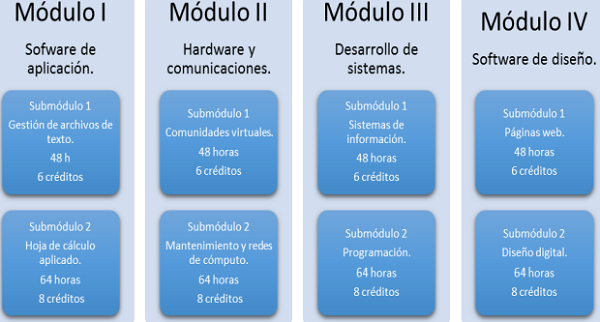 Módulo I
Sofware de
aplicación.
Submódulo 1
Gestión de archivos de
texto.
48 h
6 créditos
Submódulo 2
Hoja de cálculo
aplicado.
64 horas
8 créditos
Módulo II
Hardware y
comunicaciones.
Submódulo 1
Comunidades virtuales.
48 horas
6 créditos
Submódulo 2
Mantenimiento y redes
de cómputo.
64 horas
8 créditos
Módulo III
Desarrollo de
sistemas.
Submódulo 1
Sistemas de
información.
48 horas
6 créditos
Submódulo 2
Programación.
64 horas
8 créditos
Módulo IV
Software de diseño.
Submódulo 1
Páginas web.
48 horas
6 créditos
Submódulo 2
Diseño digital.
64 horas
8 créditos